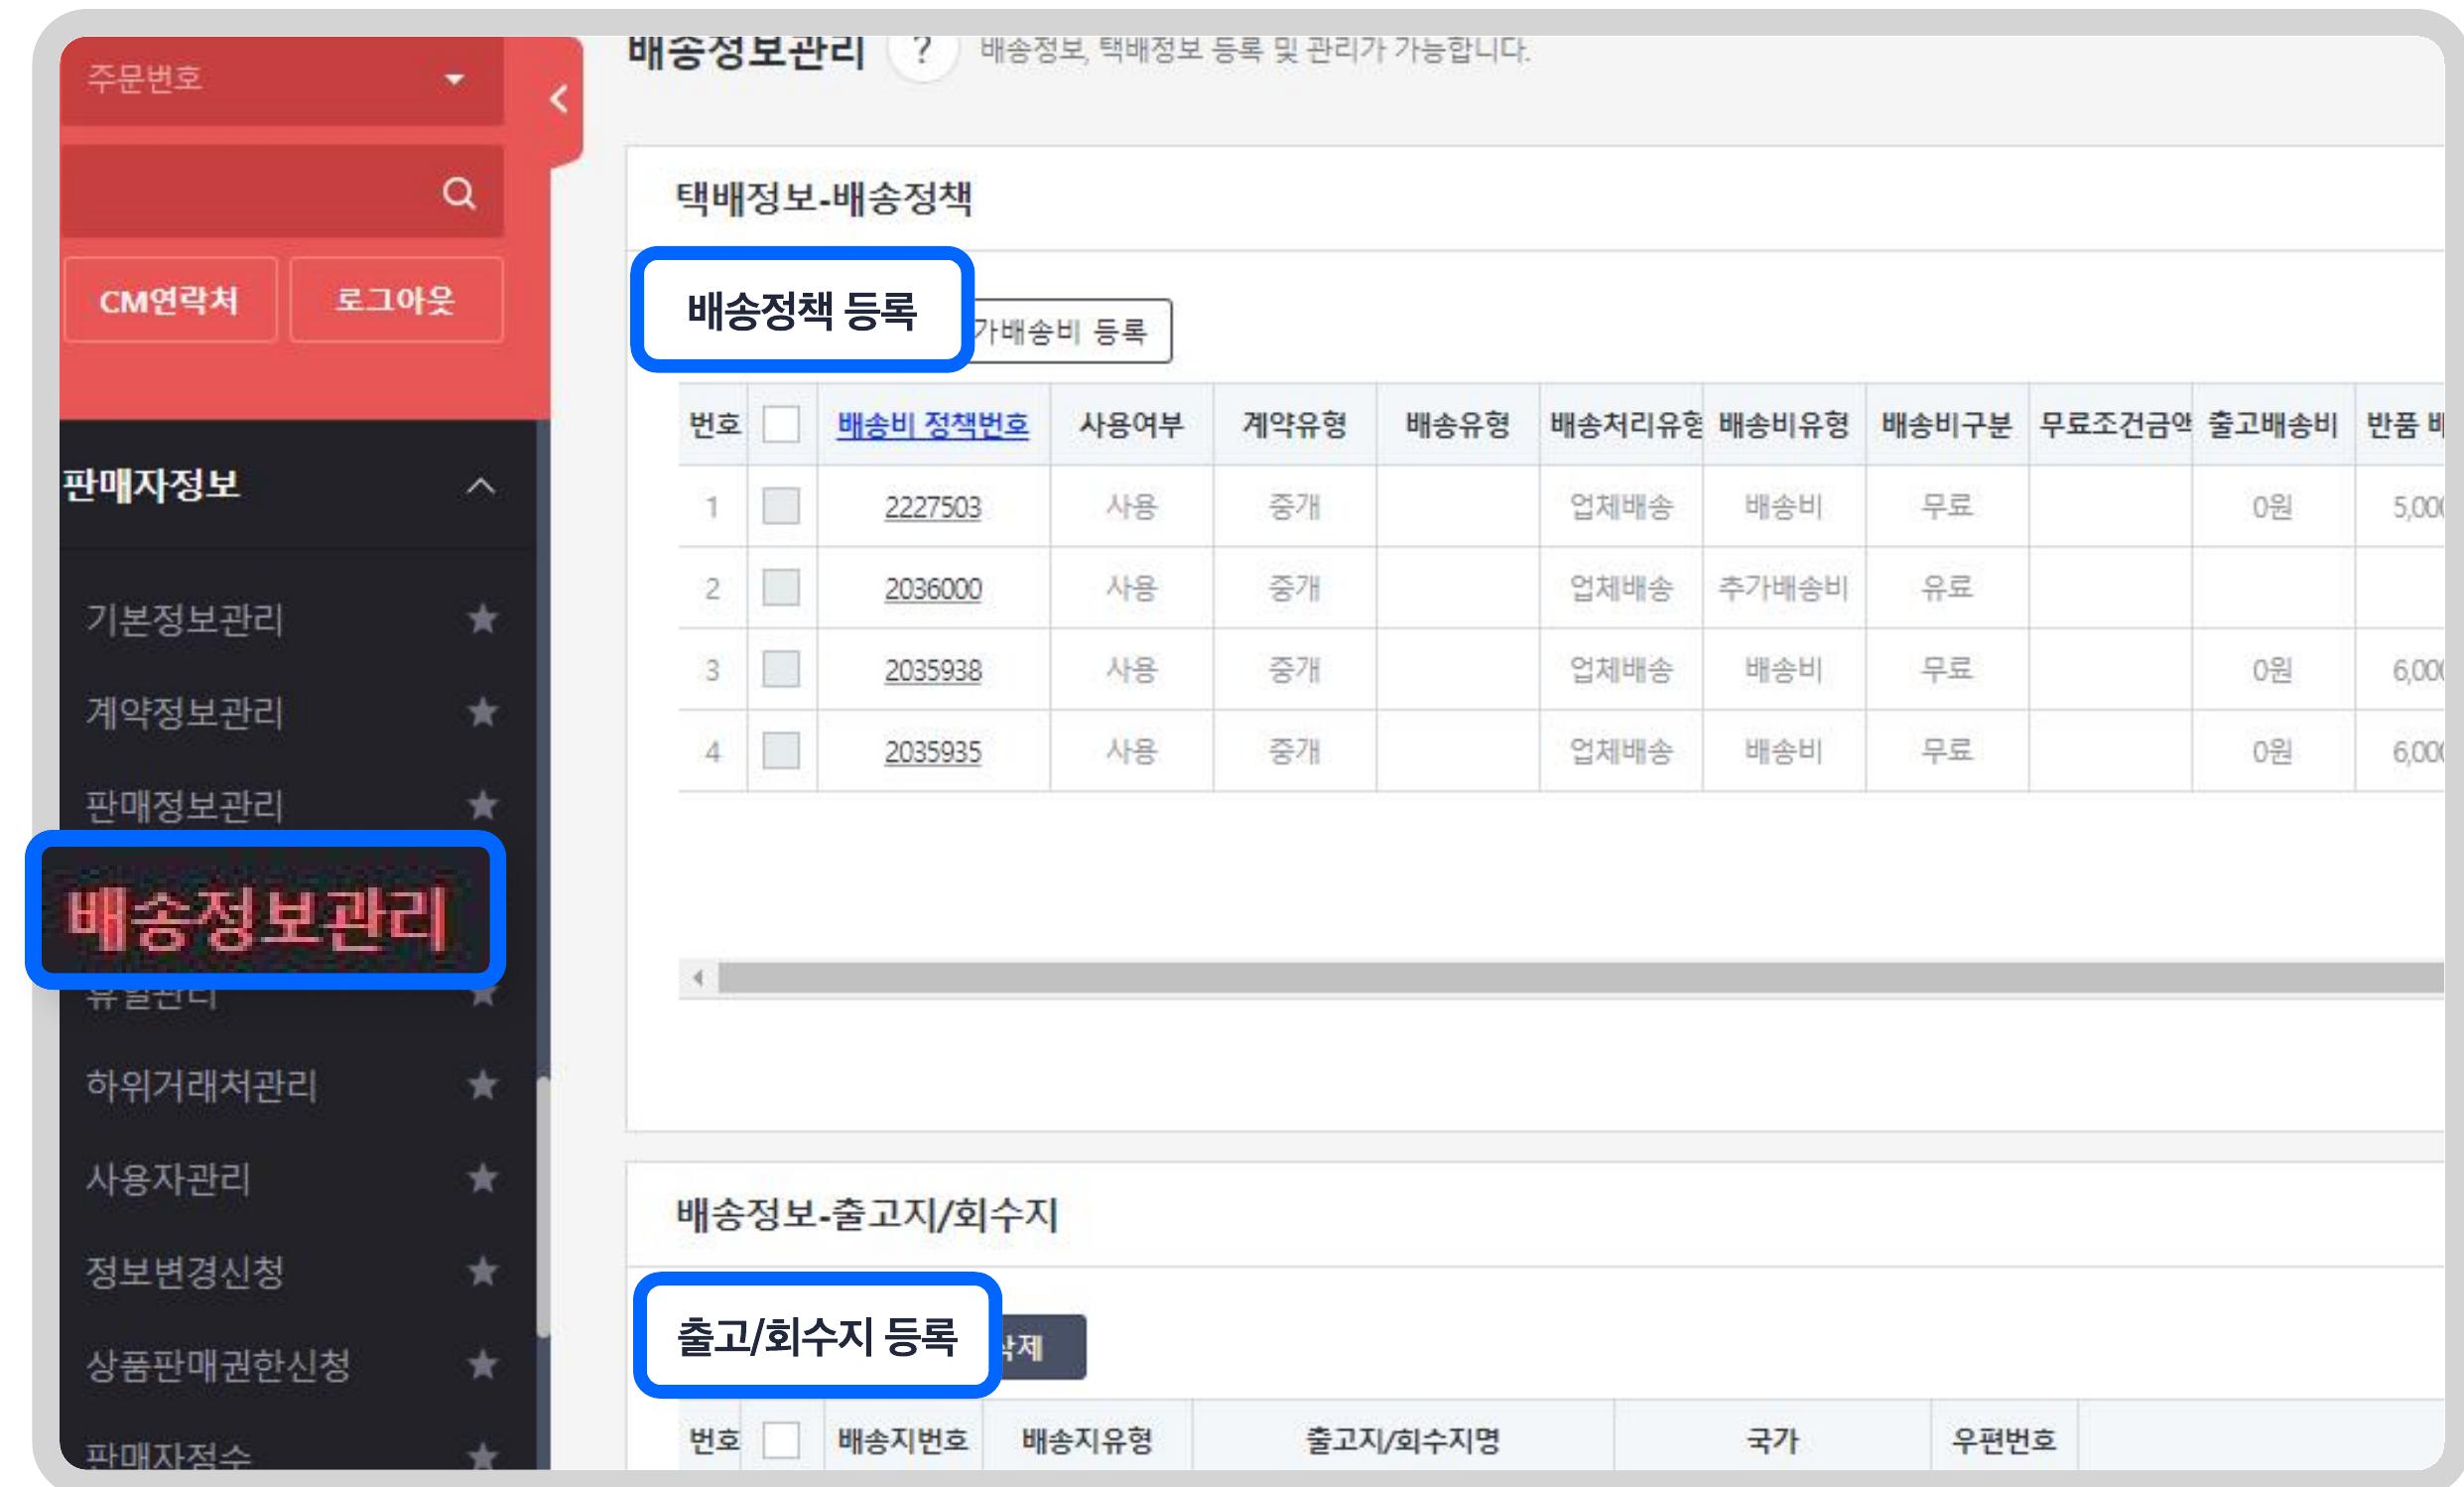 주문번호
CM연락처 로그아웃
판매자정보
기본정보관리
계약정보관리
판매정보관리
배송정보관리
휴일관리
하위거래처관리
사용자관리
정보변경신청
상품판매권한신청
판매자점수
배송정보관리 ? 배송정보, 택배정보 등록 및 관리가 가능합니다.
택배정보-배송정책
배송정책 등록 가배송비 등록
번호 배송비 정책번호 사용여부 계약유형 배송유형 배송처리유형 배송비유형 배송비구분 무료조건금액 출고배송비 반품
1 2227503 사용 중개 업체배송 배송비 무료 0원 5,000
2 2036000 사용 중개 업체배송 추가배송비 유료
3 2035938 사용 중개 업체배송 배송비 무료 0원 6,000
4 2035935 사용 중개 업체배송 배송비 무료 0원 6,000
배송정보-출고지/회수지
출고/회수지 등록 삭제
번호 배송지번호 배송지유형 출고지/회수지명 국가 우편번호